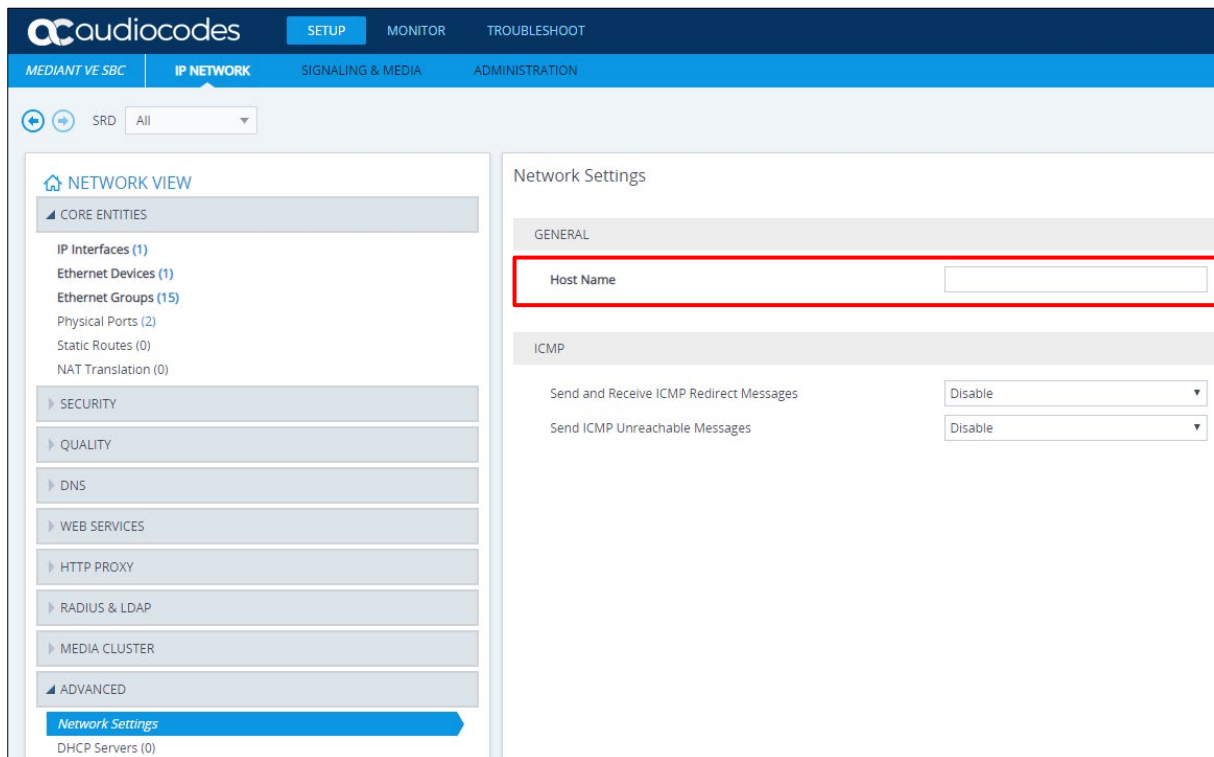 audiocodes SETUP MONITOR TROUBLESHOOT
MEDIANT VE SBC IP NETWORK SIGNALING & MEDIA ADMINISTRATION
SRD All
NETWORK VIEW
CORE ENTITIES
IP Interfaces (1)
Ethernet Devices (1)
Ethernet Groups (15)
Physical Ports (2)
Static Routes (0)
NAT Translation (0)
SECURITY
QUALITY
DNS
WEB SERVICES
HTTP PROXY
RADIUS & LDAP
MEDIA CLUSTER
ADVANCED
Network Settings
DHCP Servers (0)
Network Settings
GENERAL
Host Name
ICMP
Send and Receive ICMP Redirect Messages Disable
Send ICMP Unreachable Messages Disable